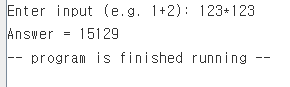 Enter input (e.g. 1+2): 123*123
Answer = 15129
-- program is finished running --